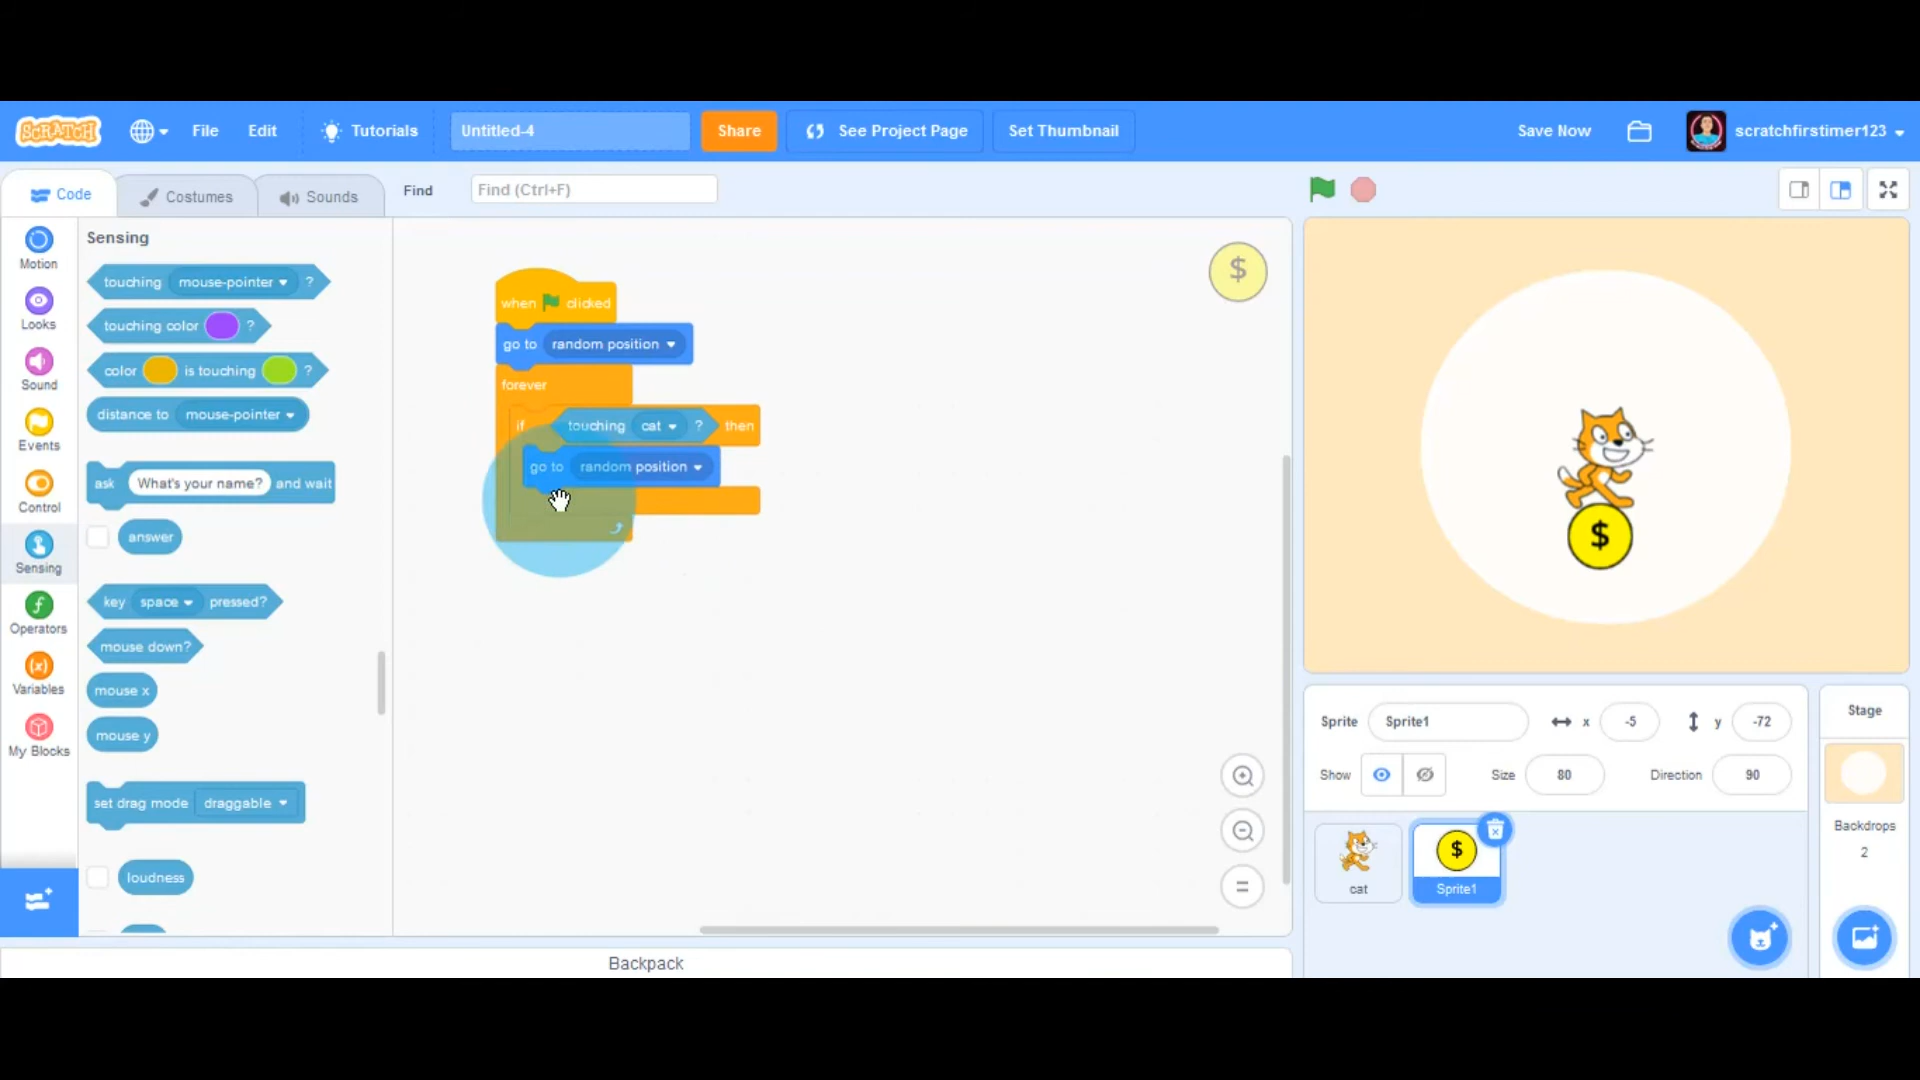 SCRATCH File Edit Tutorials Untitled-4 Share See Project Page Set Thumbnail Save Now scratchfirstimer123
Code Costumes Sounds Find Find (Ctrl+F)
Motion
Looks
Sound
Events
Control
Sensing
Operators
Variables
My Blocks
Sensing
touching mouse-pointer ?
touching color ?
color is touching ?
distance to mouse-pointer
ask What's your name? and wait
answer
key space pressed?
mouse down?
mouse x
mouse y
set drag mode draggable
loudness
when clicked
go to random position
forever
if touching cat ? then
go to random position
$
=
Backpack
$
Sprite Sprite1 x -5 y -72
Show Size 80 Direction 90
cat
$
Sprite1
Stage
Backdrops
2